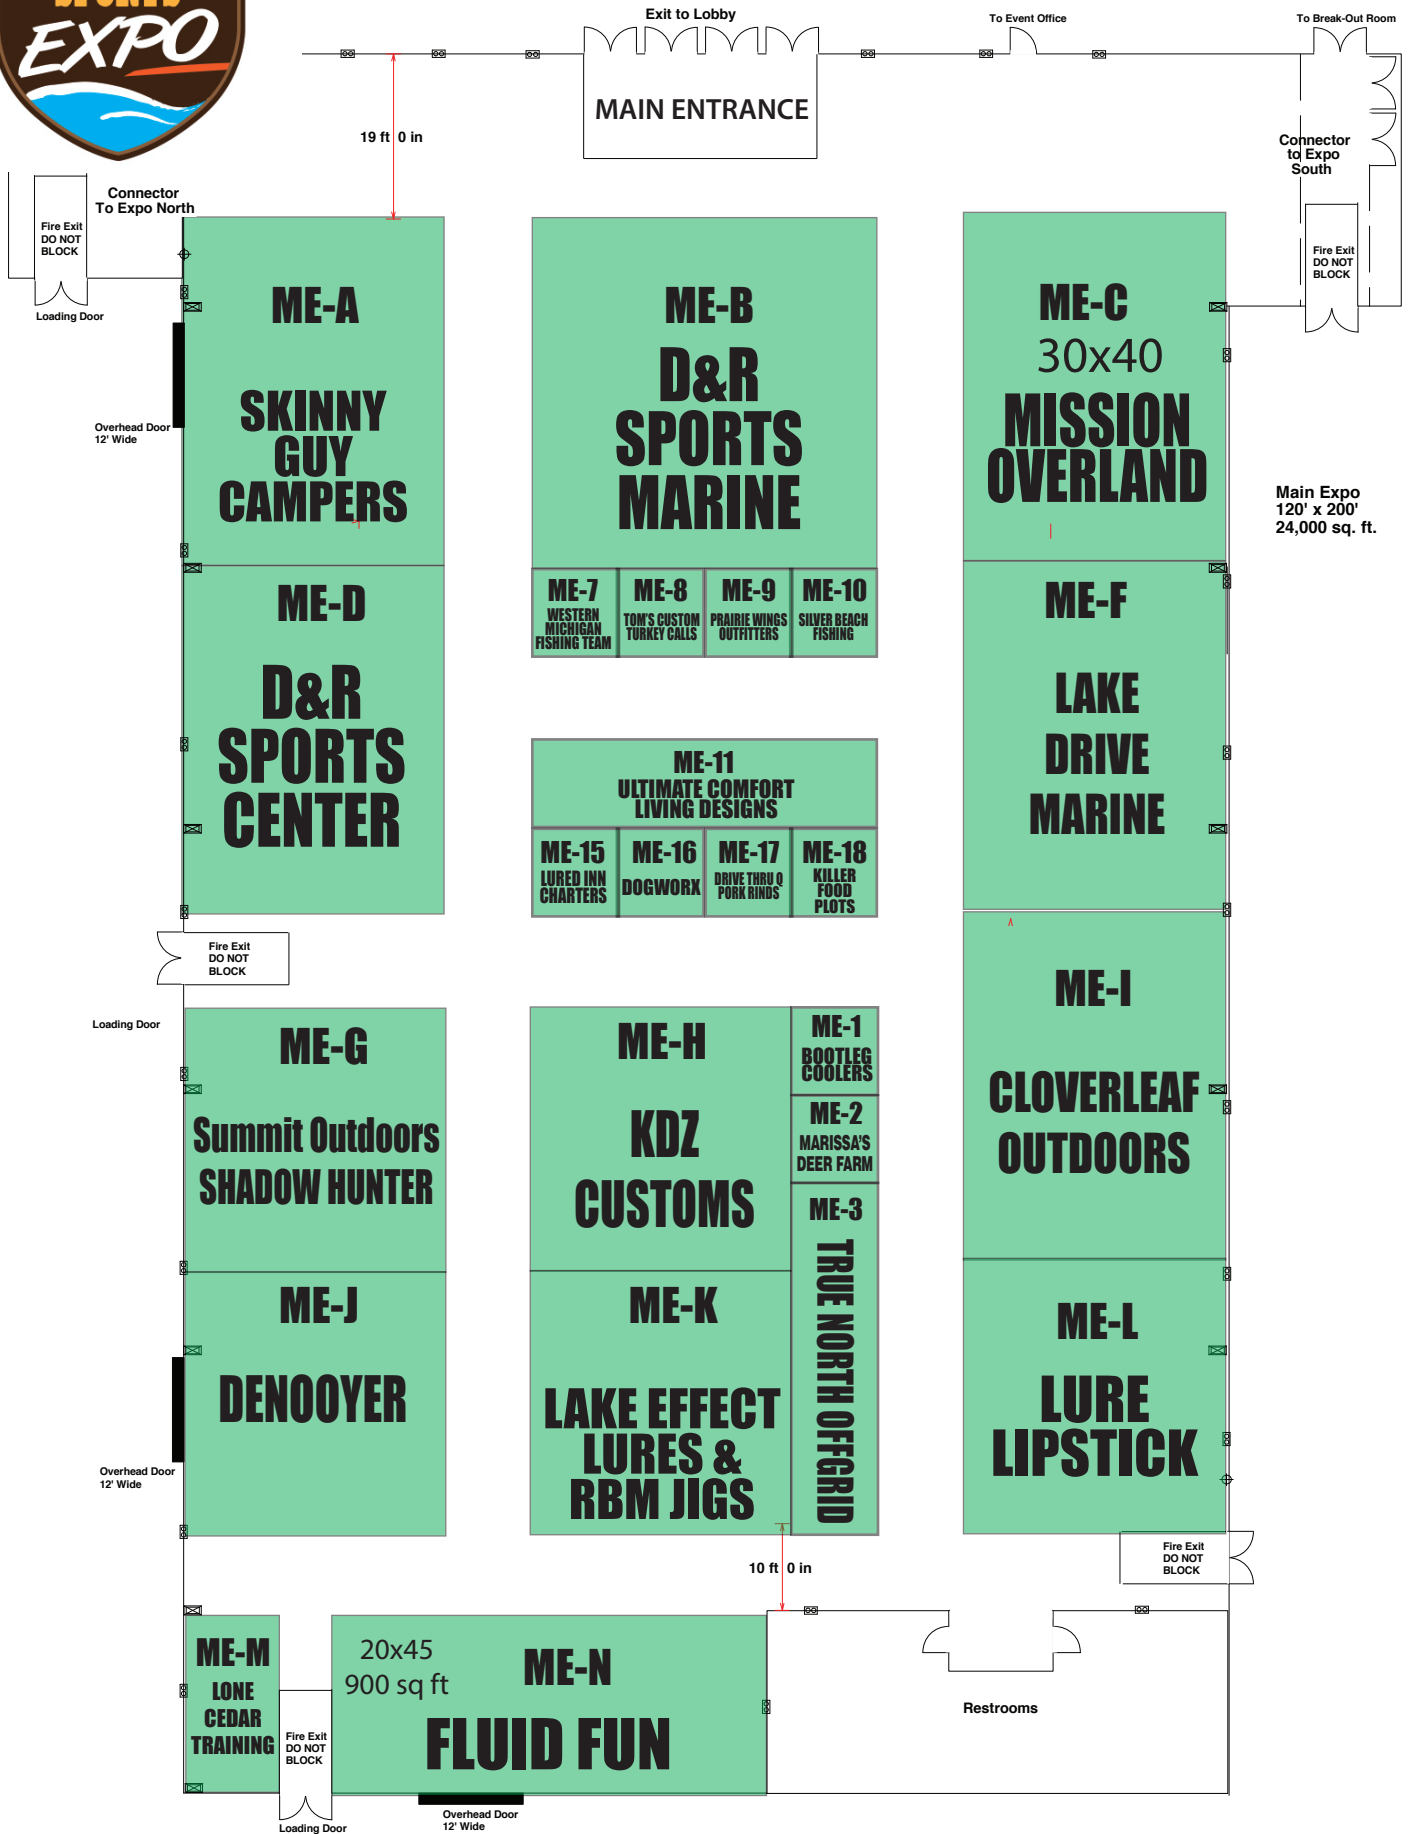 SPORTS
EXPO
Exit to Lobby
To Event Office
To Break-Out Room
MAIN ENTRANCE
19 ft 0 in
Connector
to Expo
South
Connector
To Expo North
Fire Exit
DO NOT
BLOCK
Loading Door
Fire Exit
DO NOT
BLOCK
ME-A
SKINNY
GUY
CAMPERS
ME-B
D&R
SPORTS
MARINE
ME-C
30x40
MISSION
OVERLAND
Overhead Door
12' Wide
Main Expo
120' x 200'
24,000 sq. ft.
ME-D
D&R
SPORTS
CENTER
ME-7
WESTERN
MICHIGAN
FISHING TEAM
ME-8
TOM'S CUSTOM
TURKEY CALLS
ME-9
PRAIRIE WINGS
OUTFITTERS
ME-10
SILVER BEACH
FISHING
ME-F
LAKE
DRIVE
MARINE
ME-11
ULTIMATE COMFORT
LIVING DESIGNS
ME-15
LURED INN
CHARTERS
ME-16
DOGWORX
ME-17
DRIVE THRU Q
PORK RINDS
ME-18
KILLER
FOOD
PLOTS
Fire Exit
DO NOT
BLOCK
Loading Door
ME-G
Summit Outdoors
SHADOW HUNTER
ME-H
KDZ
CUSTOMS
ME-1
BOOTLEG
COOLERS
ME-2
MARISSA'S
DEER FARM
ME-3
TRUE NORTH OFFGRID
ME-I
CLOVERLEAF
OUTDOORS
ME-J
DENOOYER
ME-K
LAKE EFFECT
LURES &
RBM JIGS
ME-L
LURE
LIPSTICK
Overhead Door
12' Wide
10 ft 0 in
Fire Exit
DO NOT
BLOCK
ME-M
LONE
CEDAR
TRAINING
Fire Exit
DO NOT
BLOCK
20x45
900 sq ft
ME-N
FLUID FUN
Restrooms
Loading Door
Overhead Door
12' Wide